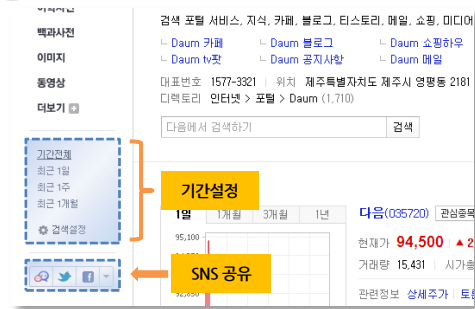 백과사전
이미지
동영상
더보기
기간전체
최근 1일
최근 1주
최근 1개월
검색설정
검색 포털 서비스, 지식, 카페, 블로그, 티스토리, 메일, 쇼핑, 미디어
Daum 카페 Daum 블로그 Daum 쇼핑하우
Daum tv팟 Daum 공지사항 Daum 메일
대표번호 1577-3321 위치 제주특별자치도 제주시 영평동 2181
디렉토리 인터넷 > 포털 > Daum (1,710)
다음에서 검색하기 검색
기간설정
1일 1개월 3개월 1년
95,100
92,850
SNS 공유
다음(035720) 관심종목
현재가 94,500 ▲ 2
거래량 15,431 시가총
관련정보 상세주가